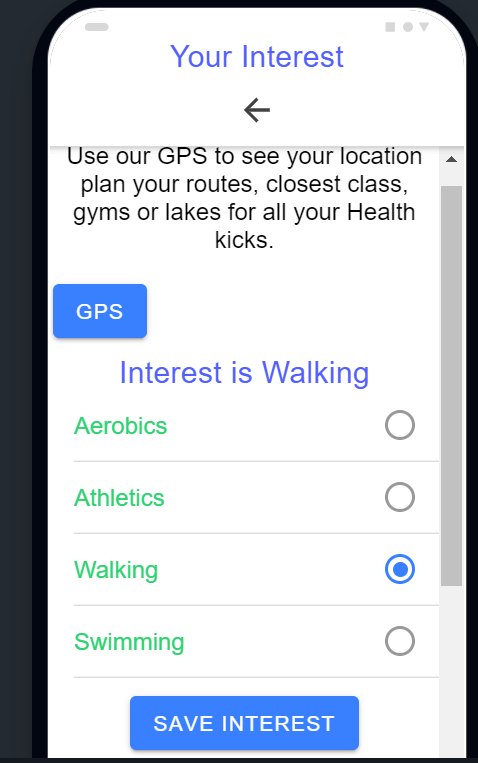 Your Interest
Use our GPS to see your location
plan your routes, closest class,
gyms or lakes for all your Health
kicks.
GPS
Interest is Walking
Aerobics
Athletics
Walking
Swimming
SAVE INTEREST